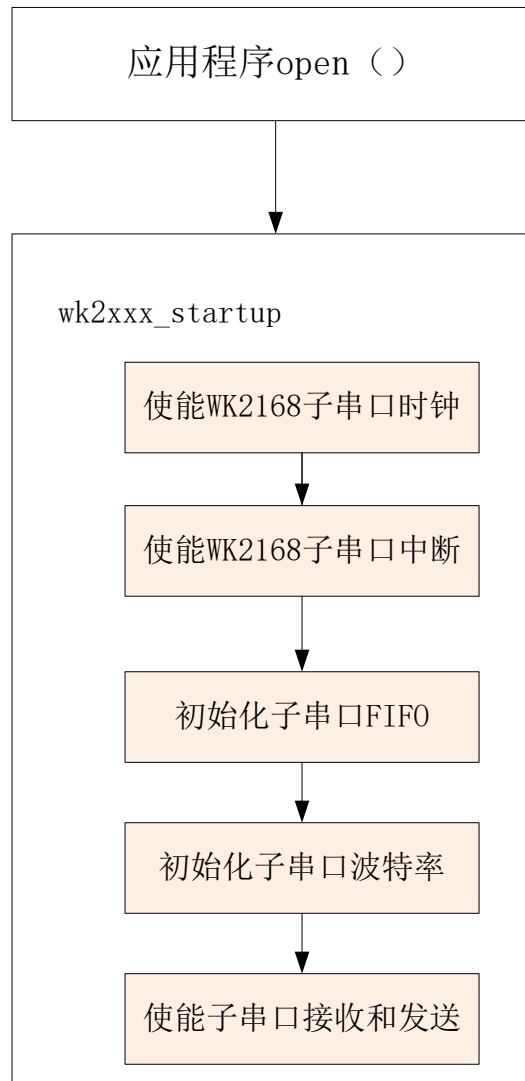 应用程序open（）
wk2xxx_startup
使能WK2168子串口时钟
使能WK2168子串口中断
初始化子串口FIFO
初始化子串口波特率
使能子串口接收和发送